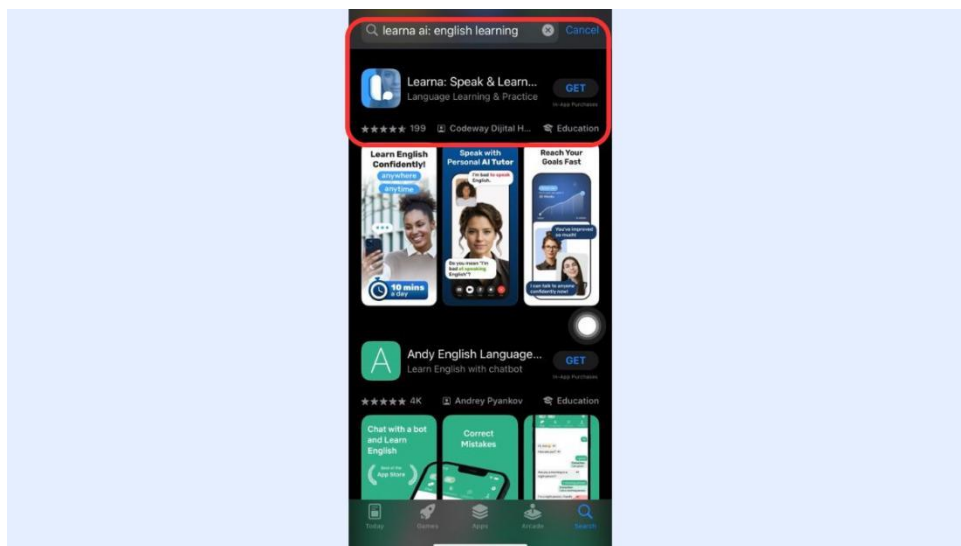 learna ai: english learning Cancel
Learna: Speak & Learn...
Language Learning & Practice
GET
In-App Purchases
199 Codeway Dijital H... Education
Learn English
Confidently!
anywhere
anytime
10 mins
a day
Speak with
Personal AI Tutor
I'm bad to speak
English.
Do you mean "I'm
bad at speaking
English"?
Reach Your
Goals Fast
You've improved
so much!
I can talk to anyone
confidently now!
Andy English Language...
Learn English with chatbot
GET
In-App Purchases
4K Andrey Pyankov Education
Chat with a bot
and Learn
English
App Store
Correct
Mistakes
Today Games Apps Arcade Search